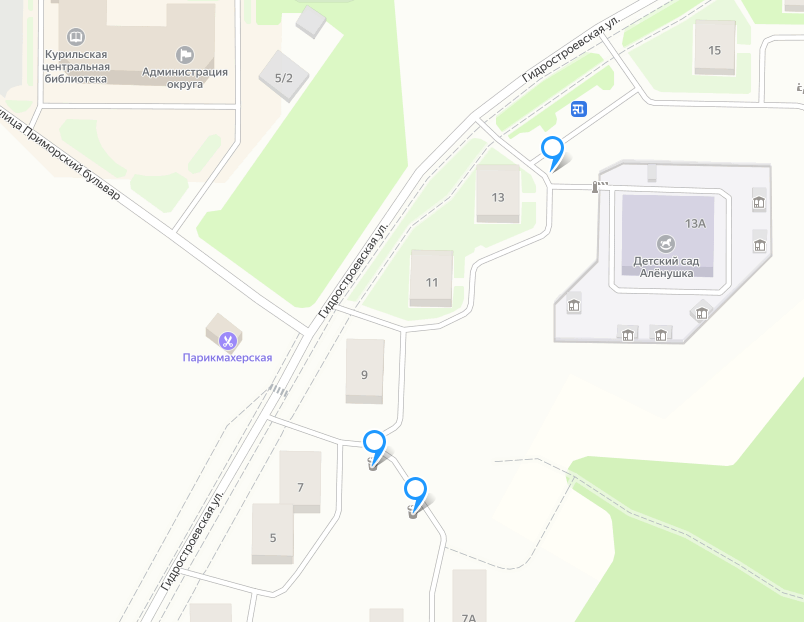 Гидростроевская ул.
15
Курильская
центральная
библиотека
Администрация
округа
5/2
улица Приморский бульвар
13
13А
Детский сад
Алёнушка
11
Гидростроевская ул.
Парикмахерская
9
7
5
Гидростроевская ул.
7А